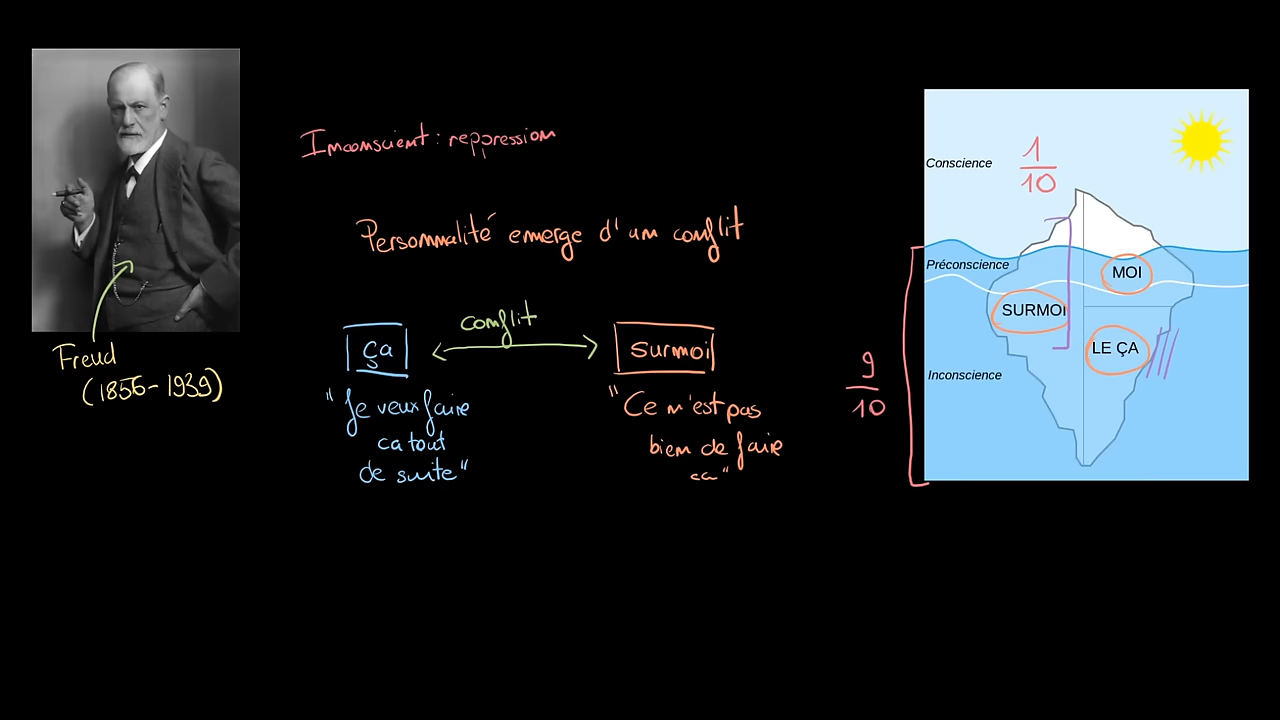 Freud
(1856-1939)
Inconscient : reppression
Personnalité emerge d'un conflit
ça
conflit
surmoi
"Je veux faire
ca tout
de suite"
"Ce n'est pas
bien de faire
ca"
9
10
Conscience
1
10
Préconscience
MOI
SURMOI
LE ÇA
Inconscience